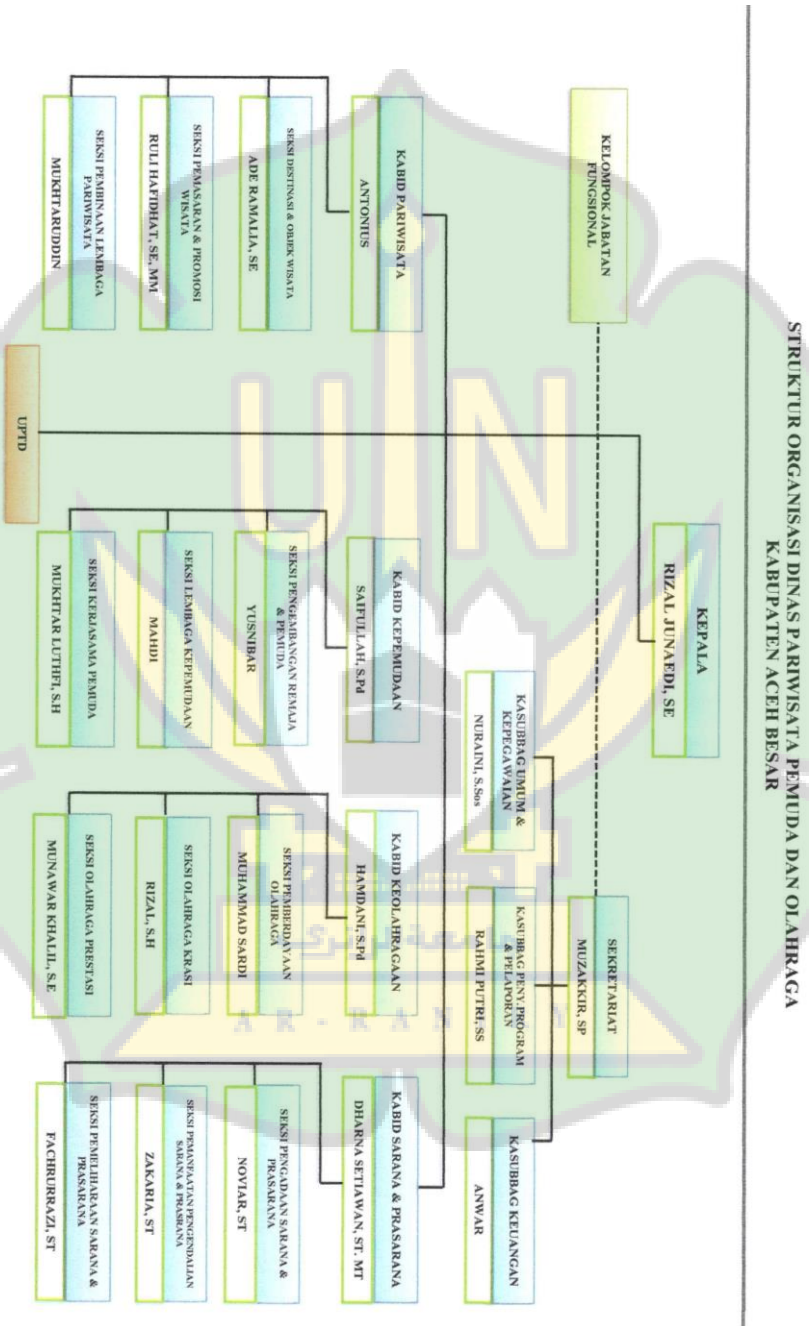 STRUKTUR ORGANISASI DINAS PARIWISATA PEMUDA DAN OLAHRAGA
KABUPATEN ACEH BESAR
KEPALA
RIZAL JUNAEDI, SE
KELOMPOK JABATAN
FUNGSIONAL
SEKRETARIAT
MUZAKKIR, SP
KASUBBAG UMUM &
KEPEGAWAIAN
NURAINI, S.Sos
KASUBBAG PENY. PROGRAM
& PELAPORAN
RAHMI PUTRI, SS
KASUBBAG KEUANGAN
ANWAR
KABID PARIWISATA
ANTONIUS
SEKSI DESTINASI & OBJEK WISATA
ADE RAMALIA, SE
SEKSI PEMASARAN & PROMOSI
WISATA
RULI HAFIDHAT, SE, MM
SEKSI PEMBINAAN LEMBAGA
PARIWISATA
MUKHTARUDDIN
KABID KEPEMUDAAN
SAIFULLAH, S.Pd
SEKSI PENGEMBANGAN REMAJA
& PEMUDA
YUSNIBAR
SEKSI LEMBAGA KEPEMUDAAN
MAHDI
SEKSI KERJASAMA PEMUDA
MUKHTAR LUTHFI, S.H
KABID KEOLAHRAGAAN
HAMDANI, S.Pd
SEKSI PEMBERDAYAAN
OLAHRAGA
MUHAMMAD SARDI
SEKSI OLAHRAGA KRASI
RIZAL, S.H
SEKSI OLAHRAGA PRESTASI
MUNAWAR KHALIL, S.E
KABID SARANA & PRASARANA
DHARNA SETIAWAN, ST. MT
SEKSI PENGADAAN SARANA &
PRASARANA
NOVIAR, ST
SEKSI PEMANFAATAN PENGENDALIAN
SARANA & PRASRANA
ZAKARIA, ST
SEKSI PEMELIHARAAN SARANA &
PRASARANA
FACHRURRAZI, ST
UPTD
UIN
جامعة الرانري
A R - R A N Y